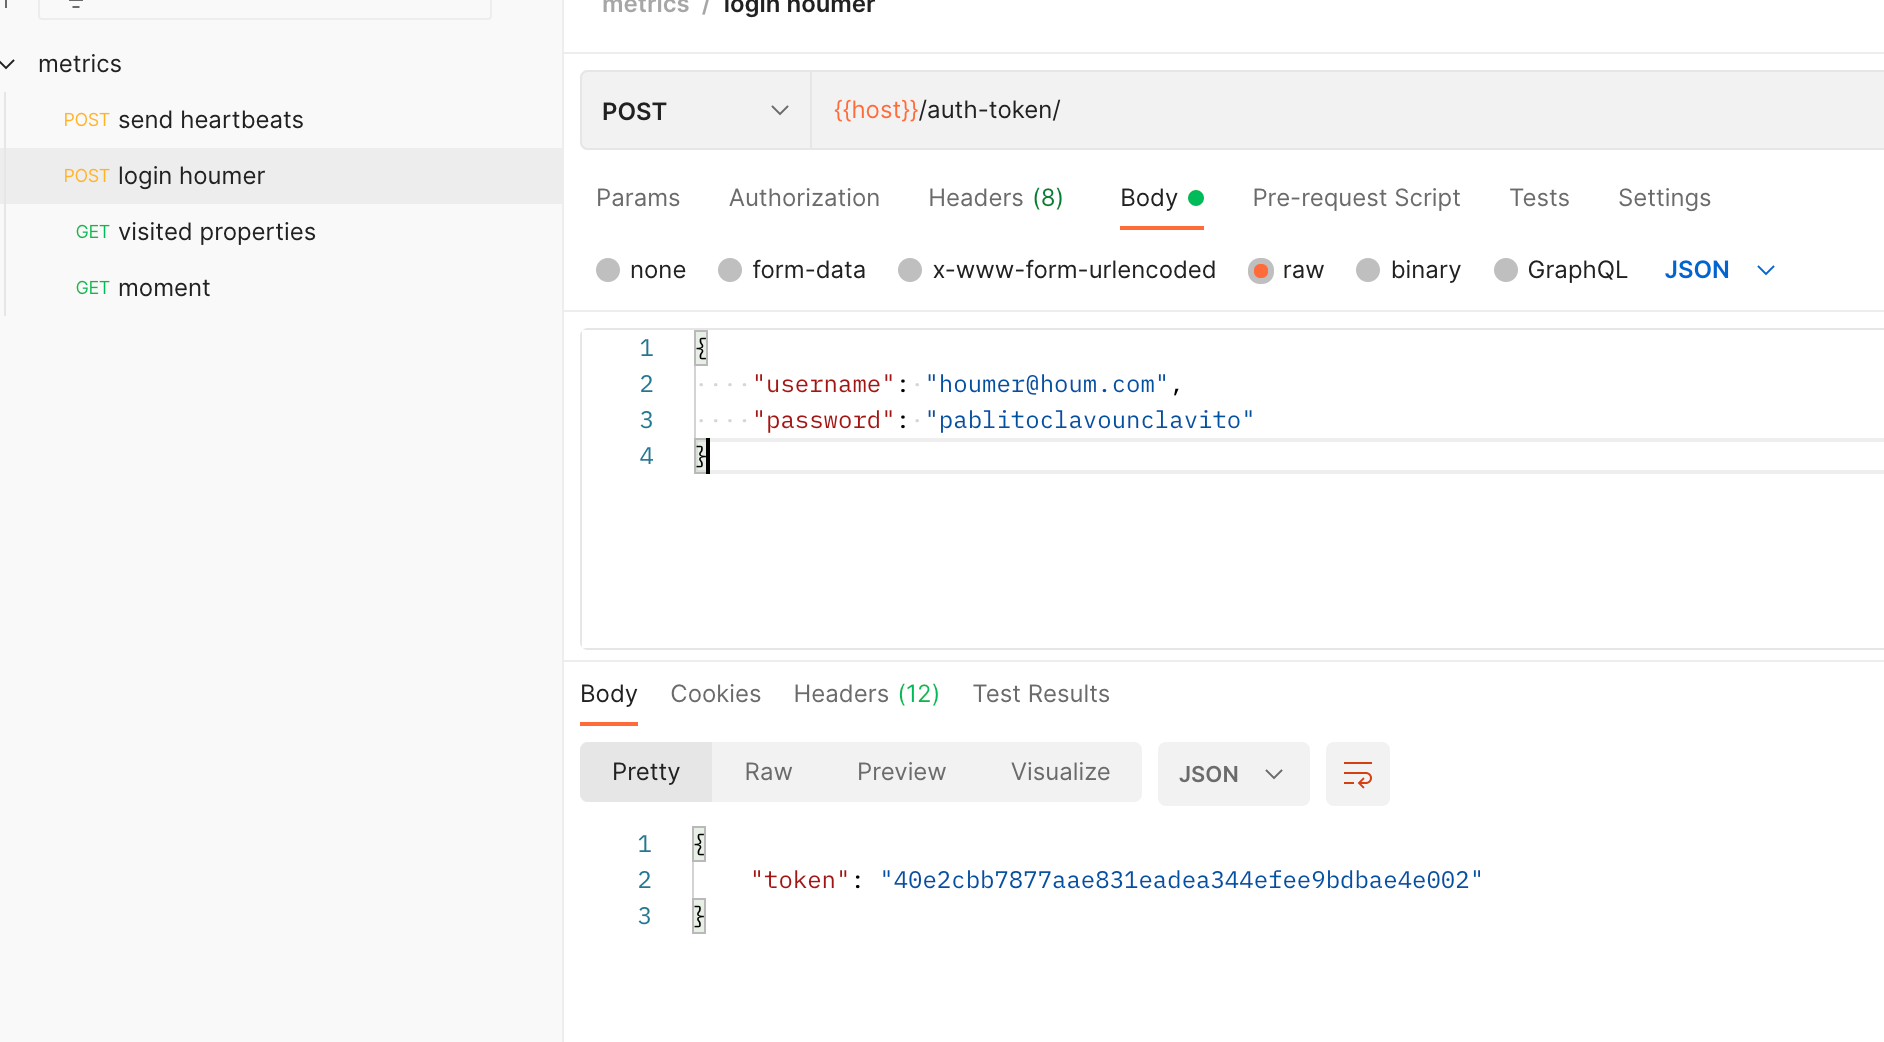 metrics / login houmer
metrics
POST send heartbeats
POST login houmer
GET visited properties
GET moment
POST {{host}}/auth-token/
Params Authorization Headers (8) Body Pre-request Script Tests Settings
none form-data x-www-form-urlencoded raw binary GraphQL JSON
1 {
2 "username": "houmer@houm.com",
3 "password": "pablitoclavounclavito"
4 }
Body Cookies Headers (12) Test Results
Pretty Raw Preview Visualize JSON
1 {
2 "token": "40e2cbb7877aae831eadea344efee9bdbae4e002"
3 }